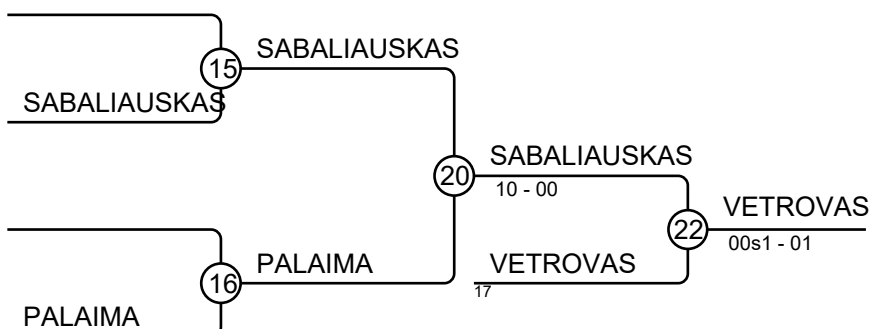 SABALIAUSKAS
15
SABALIAUSKAS
SABALIAUSKAS
20
10 - 00
VETROVAS
22
00s1 - 01
PALAIMA
VETROVAS
16
17
PALAIMA